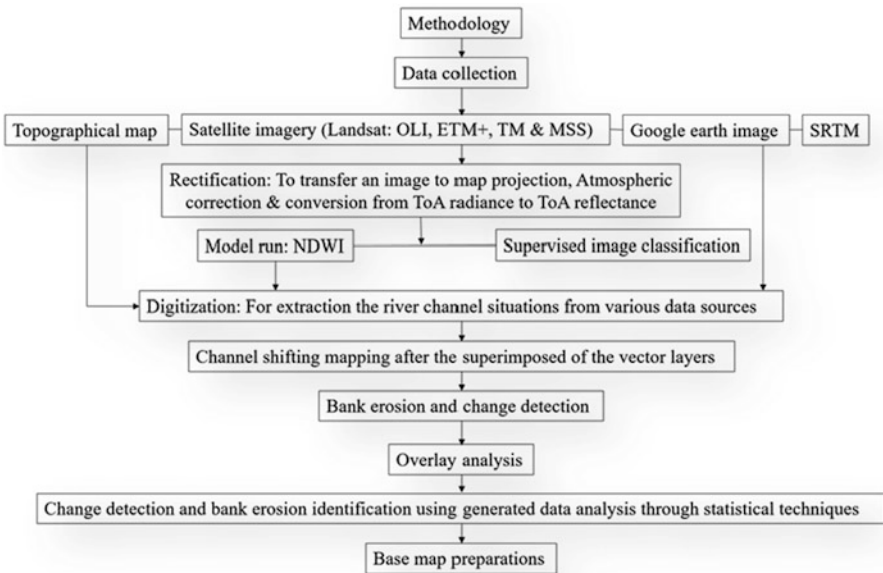 Methodology
Data collection
Topographical map
Satellite imagery (Landsat: OLI, ETM+, TM & MSS)
Google earth image
SRTM
Rectification: To transfer an image to map projection, Atmospheric
correction & conversion from ToA radiance to ToA reflectance
Model run: NDWI
Supervised image classification
Digitization: For extraction the river channel situations from various data sources
Channel shifting mapping after the superimposed of the vector layers
Bank erosion and change detection
Overlay analysis
Change detection and bank erosion identification using generated data analysis through statistical techniques
Base map preparations